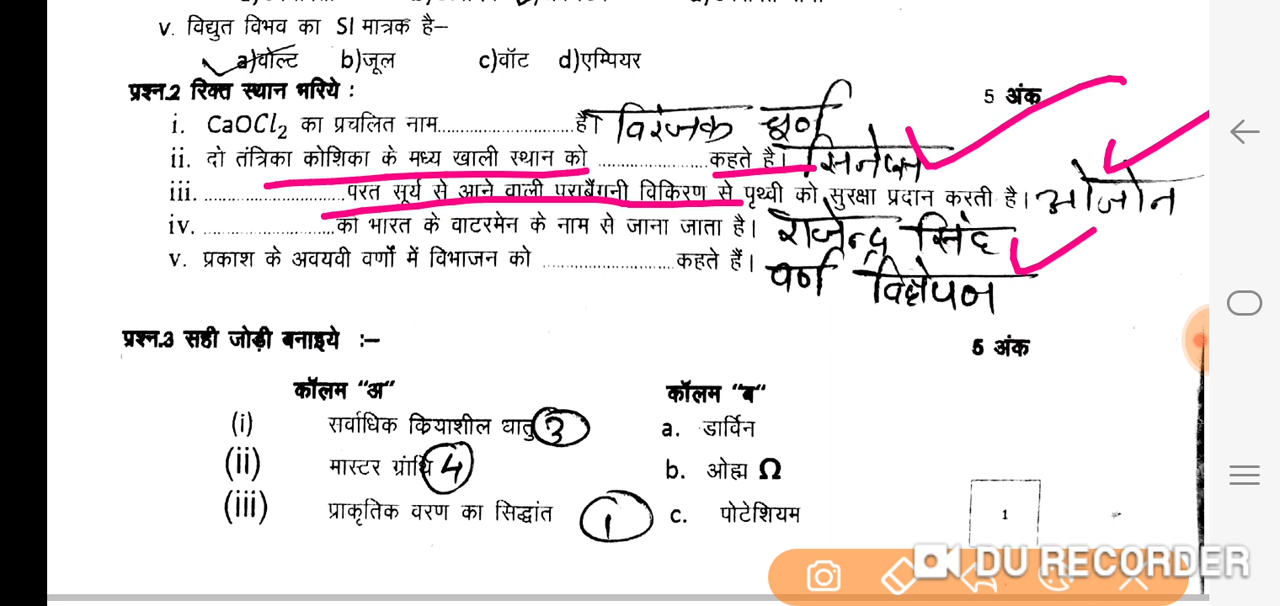 v. विद्युत विभव का SI मात्रक है–
a)वोल्ट b)जूल c)वॉट d)एम्पियर
प्रश्न.2 रिक्त स्थान भरिये : 5 अंक
i. CaOCl₂ का प्रचलित नाम..............................है। विरंजक चूर्ण
ii. दो तंत्रिका कोशिका के मध्य खाली स्थान को ........................कहते है। सिनेप्स
iii. ..............................परत सूर्य से आने वाली पराबैंगनी विकिरण से पृथ्वी को सुरक्षा प्रदान करती है। ओजोन
iv. ............................को भारत के वाटरमेन के नाम से जाना जाता है। राजेन्द्र सिंह
v. प्रकाश के अवयवी वर्णों में विभाजन को ............................कहते हैं। वर्ण विक्षेपण
प्रश्न.3 सही जोड़ी बनाइये :– 5 अंक
कॉलम "अ" कॉलम "ब"
(i) सर्वाधिक कियाशील धातु 3 a. डार्विन
(ii) मास्टर ग्रांथि 4 b. ओह्म Ω
(iii) प्राकृतिक वरण का सिद्धांत 1 c. पोटेशियम
1
DU RECORDER